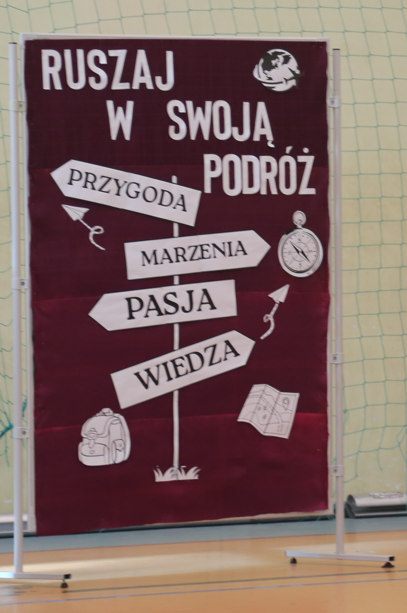 RUSZAJ
W SWOJĄ
PODRÓŻ
PRZYGODA
MARZENIA
PASJA
WIEDZA